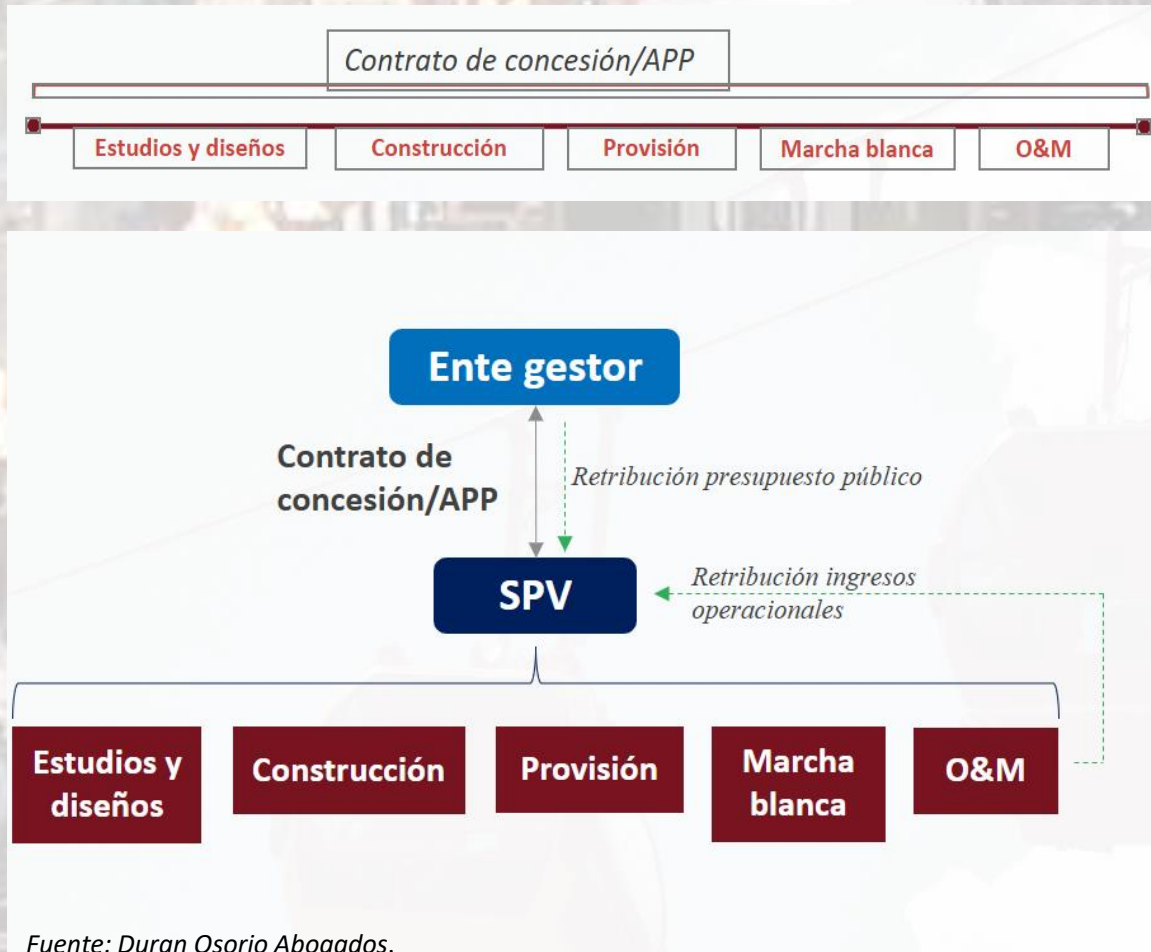 Contrato de concesión/APP
Estudios y diseños
Construcción
Provisión
Marcha blanca
O&M
Ente gestor
Contrato de
concesión/APP
Retribución presupuesto público
SPV
Retribución ingresos
operacionales
Estudios y
diseños
Construcción
Provisión
Marcha
blanca
O&M
Fuente: Duran Osorio Abogados.